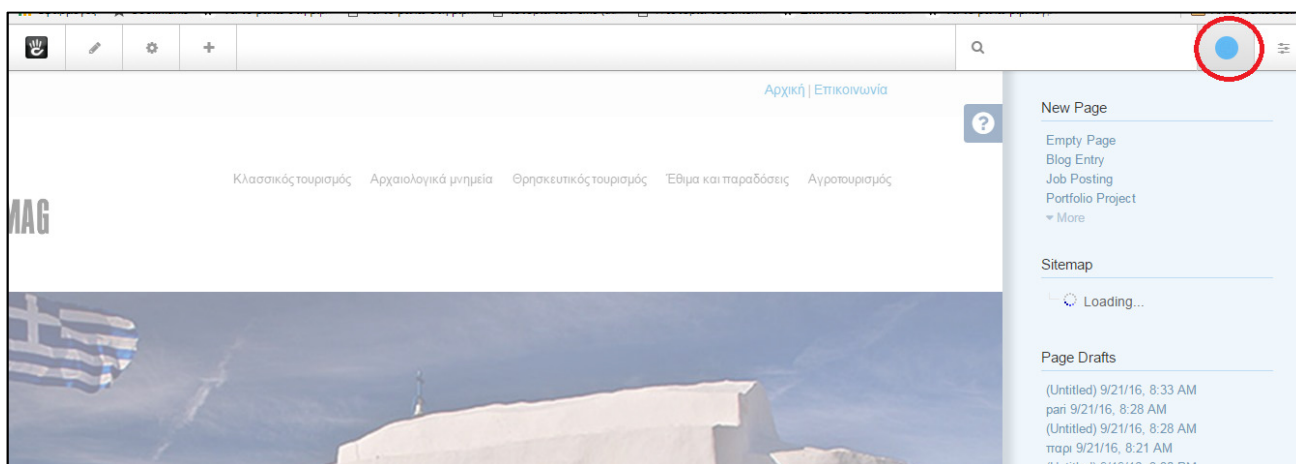 Αρχική | Επικοινωνία
New Page
Empty Page
Blog Entry
Job Posting
Portfolio Project
More
Κλασσικός τουρισμός Αρχαιολογικά μνημεία Θρησκευτικός τουρισμός Έθιμα και παραδόσεις Αγροτουρισμός
MAG
Sitemap
Loading...
Page Drafts
(Untitled) 9/21/16, 8:33 AM
pari 9/21/16, 8:28 AM
(Untitled) 9/21/16, 8:28 AM
παρι 9/21/16, 8:21 AM